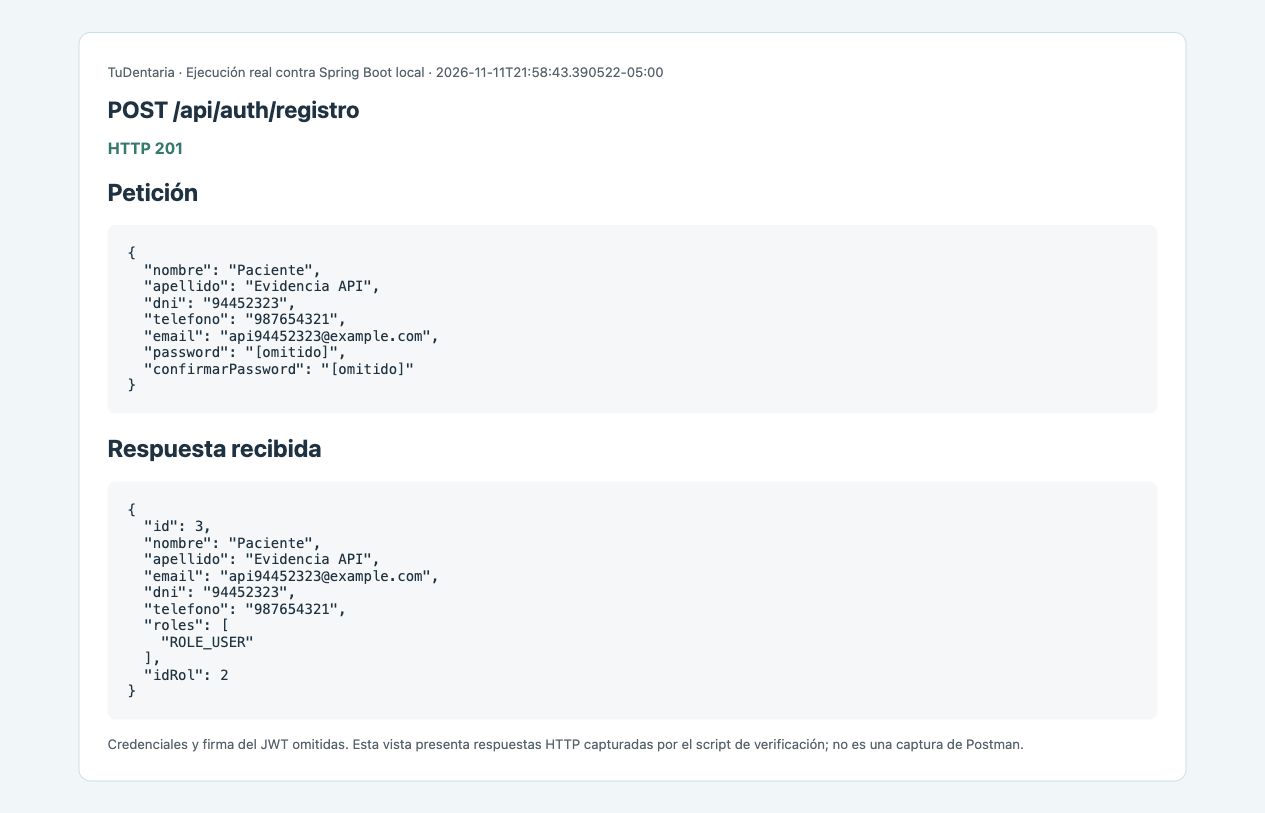 TuDentaria · Ejecución real contra Spring Boot local · 2026-11-11T21:58:43.390522-05:00
POST /api/auth/registro
HTTP 201
Petición
{
  "nombre": "Paciente",
  "apellido": "Evidencia API",
  "dni": "94452323",
  "telefono": "987654321",
  "email": "api94452323@example.com",
  "password": "[omitido]",
  "confirmarPassword": "[omitido]"
}
Respuesta recibida
{
  "id": 3,
  "nombre": "Paciente",
  "apellido": "Evidencia API",
  "email": "api94452323@example.com",
  "dni": "94452323",
  "telefono": "987654321",
  "roles": [
    "ROLE_USER"
  ],
  "idRol": 2
}
Credenciales y firma del JWT omitidas. Esta vista presenta respuestas HTTP capturadas por el script de verificación; no es una captura de Postman.